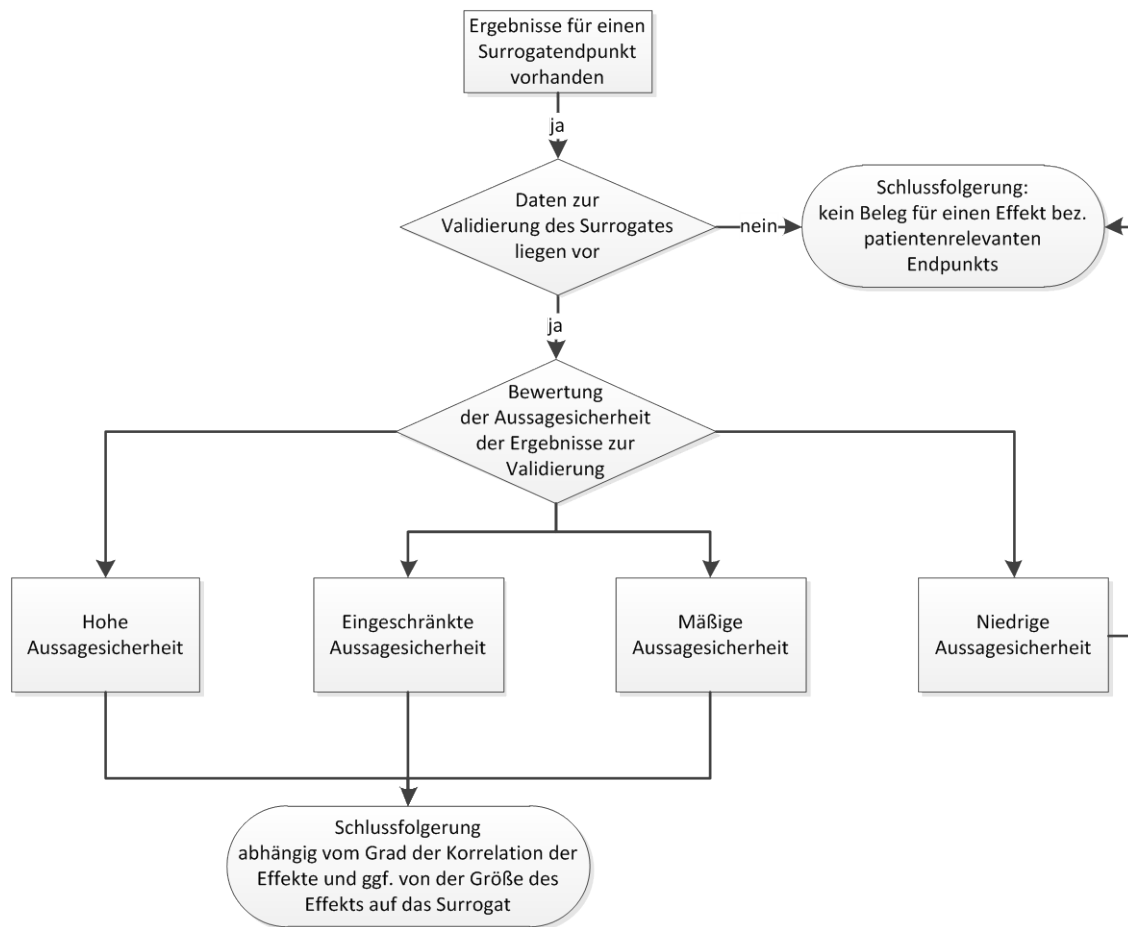 Ergebnisse für einen
Surrogatendpunkt
vorhanden
ja
Daten zur
Validierung des Surrogates
liegen vor
nein
Schlussfolgerung:
kein Beleg für einen Effekt bez.
patientenrelevanten
Endpunkts
ja
Bewertung
der Aussagesicherheit
der Ergebnisse zur
Validierung
Hohe
Aussagesicherheit
Eingeschränkte
Aussagesicherheit
Mäßige
Aussagesicherheit
Niedrige
Aussagesicherheit
Schlussfolgerung
abhängig vom Grad der Korrelation der
Effekte und ggf. von der Größe des
Effekts auf das Surrogat